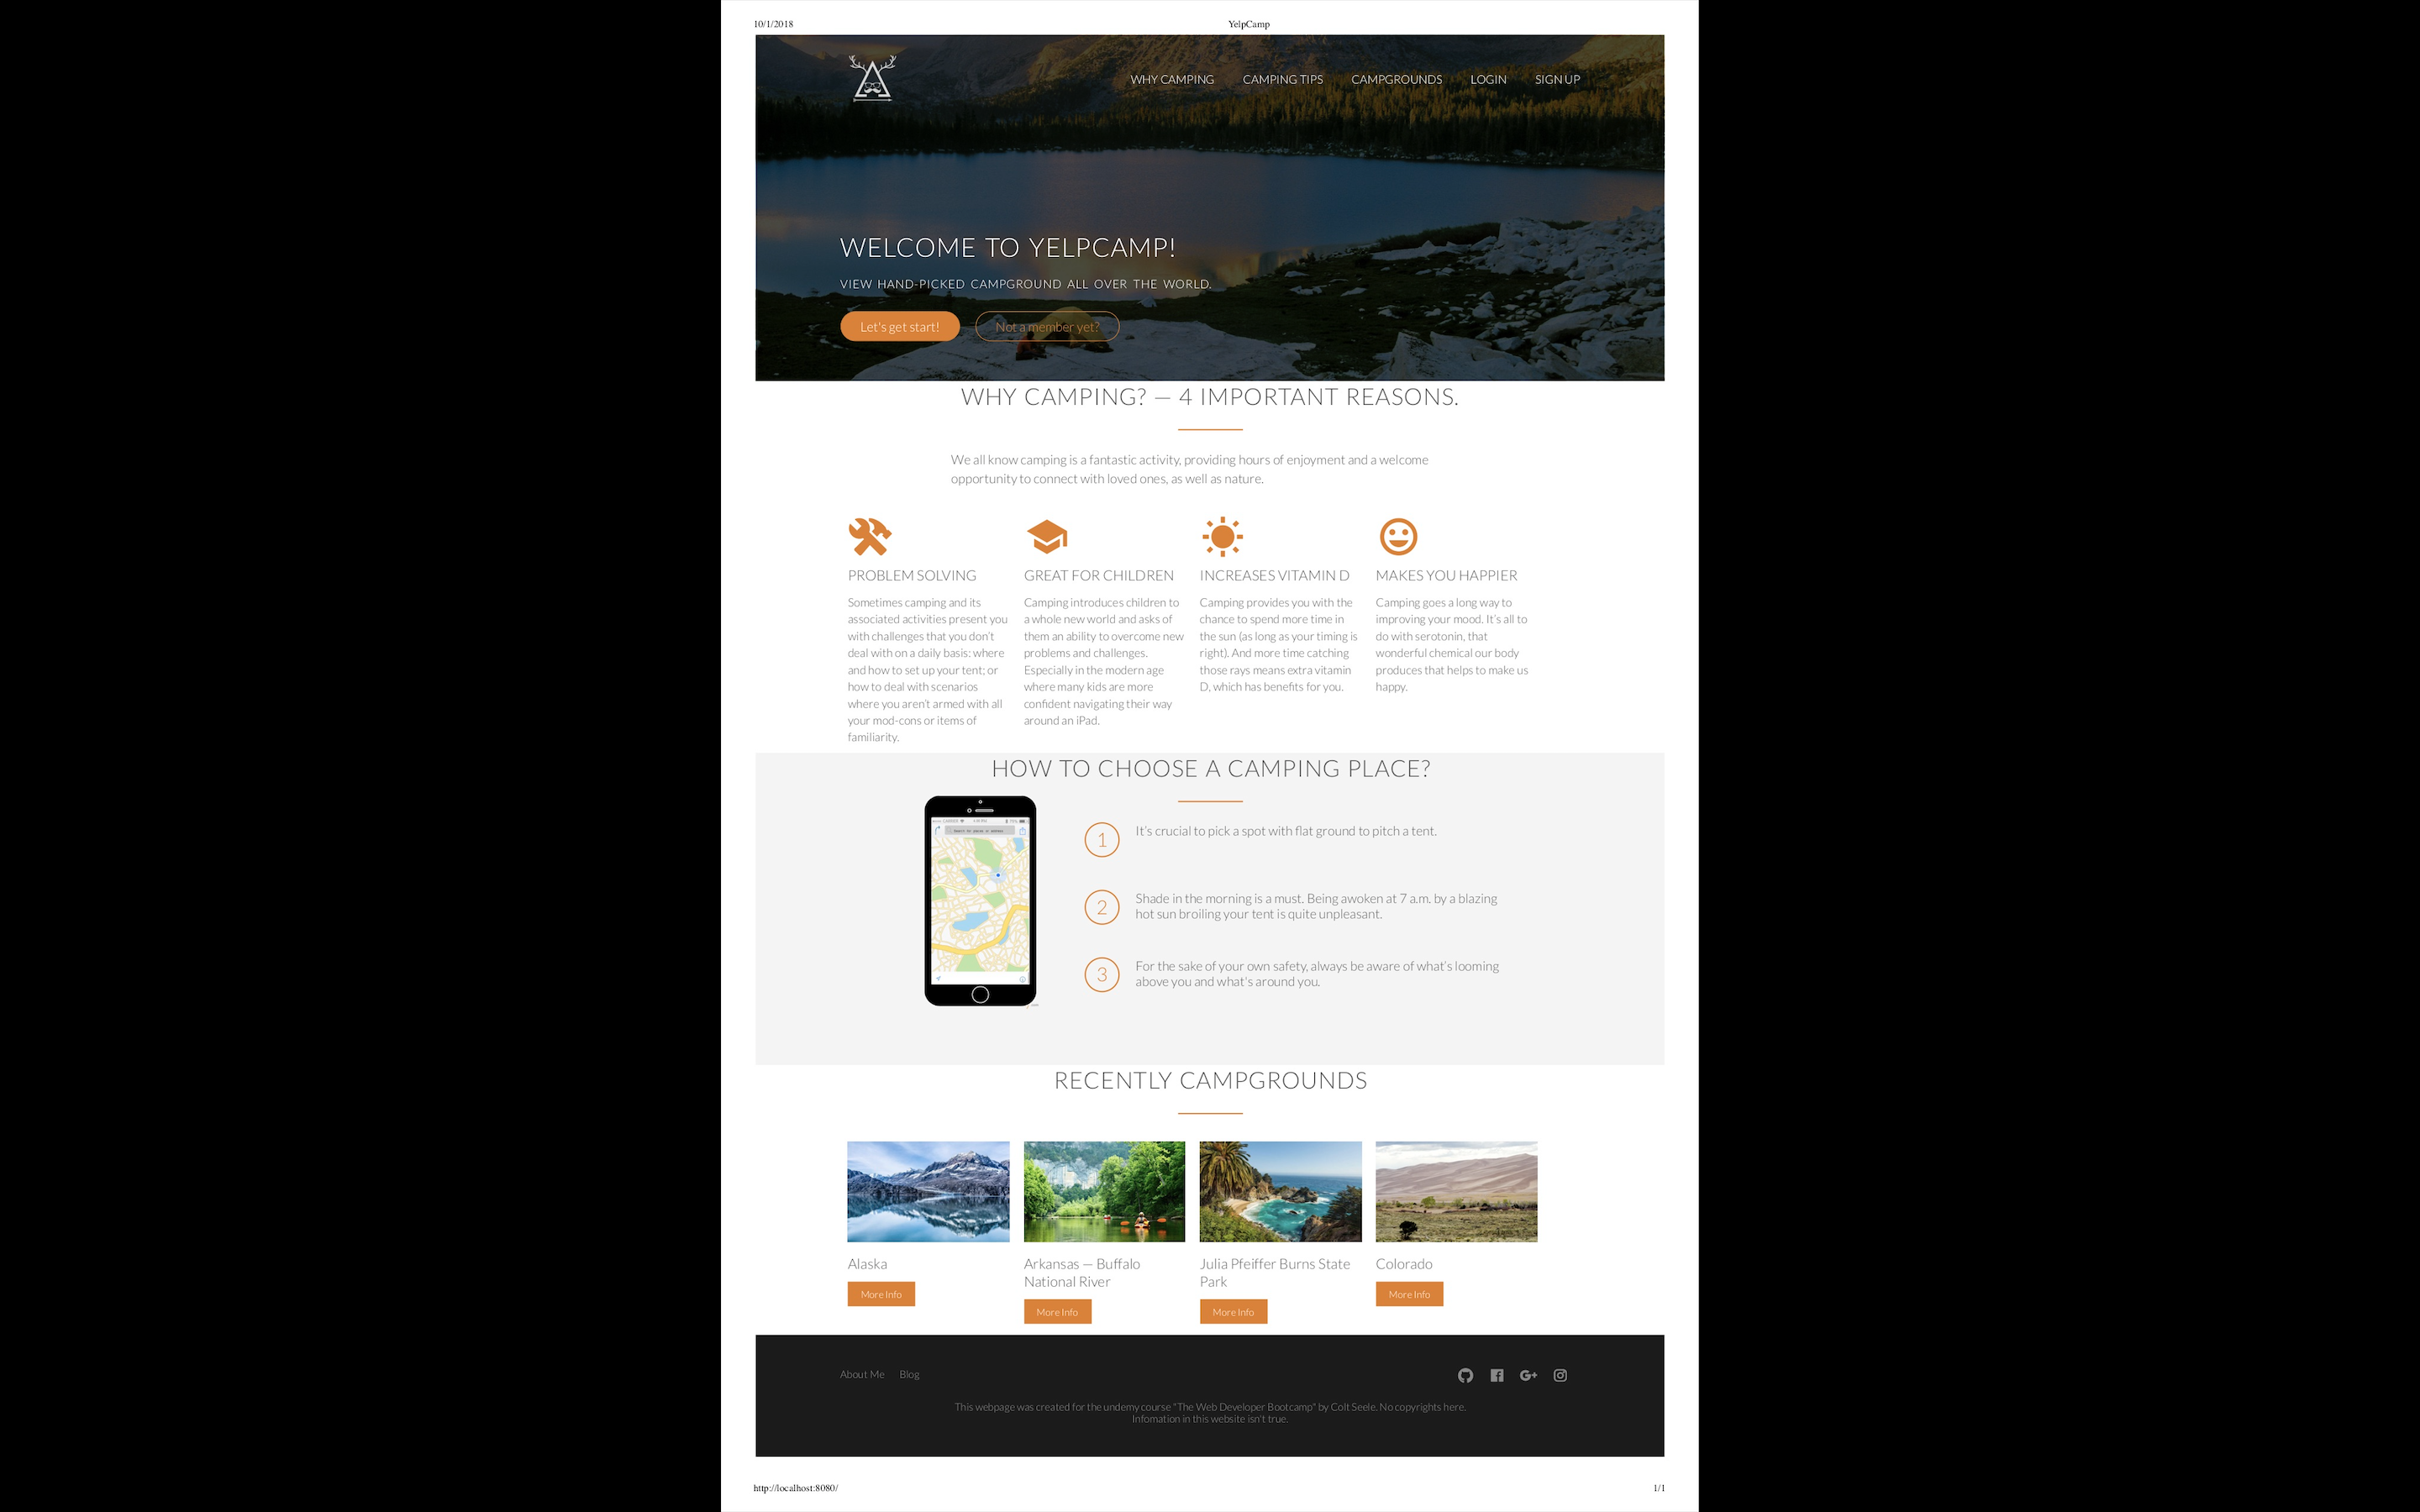 10/1/2018
YelpCamp
WHY CAMPING
CAMPING TIPS
CAMPGROUNDS
LOGIN
SIGN UP
WELCOME TO YELPCAMP!
VIEW HAND-PICKED CAMPGROUND ALL OVER THE WORLD.
Let's get start!
Not a member yet?
WHY CAMPING? — 4 IMPORTANT REASONS.
We all know camping is a fantastic activity, providing hours of enjoyment and a welcome
opportunity to connect with loved ones, as well as nature.
PROBLEM SOLVING
Sometimes camping and its
associated activities present you
with challenges that you don't
deal with on a daily basis: where
and how to set up your tent; or
how to deal with scenarios
where you aren't armed with all
your mod-cons or items of
familiarity.
GREAT FOR CHILDREN
Camping introduces children to
a whole new world and asks of
them an ability to overcome new
problems and challenges.
Especially in the modern age
where many kids are more
confident navigating their way
around an iPad.
INCREASES VITAMIN D
Camping provides you with the
chance to spend more time in
the sun (as long as your timing is
right). And more time catching
those rays means extra vitamin
D, which has benefits for you.
MAKES YOU HAPPIER
Camping goes a long way to
improving your mood. It's all to
do with serotonin, that
wonderful chemical our body
produces that helps to make us
happy.
HOW TO CHOOSE A CAMPING PLACE?
Search for places or address
1
It's crucial to pick a spot with flat ground to pitch a tent.
2
Shade in the morning is a must. Being awoken at 7 a.m. by a blazing
hot sun broiling your tent is quite unpleasant.
3
For the sake of your own safety, always be aware of what's looming
above you and what's around you.
RECENTLY CAMPGROUNDS
Alaska
More Info
Arkansas — Buffalo
National River
More Info
Julia Pfeiffer Burns State
Park
More Info
Colorado
More Info
About Me
Blog
G+
This webpage was created for the undemy course "The Web Developer Bootcamp" by Colt Seele. No copyrights here.
Infomation in this website isn't true.
http://localhost:8080/
1/1